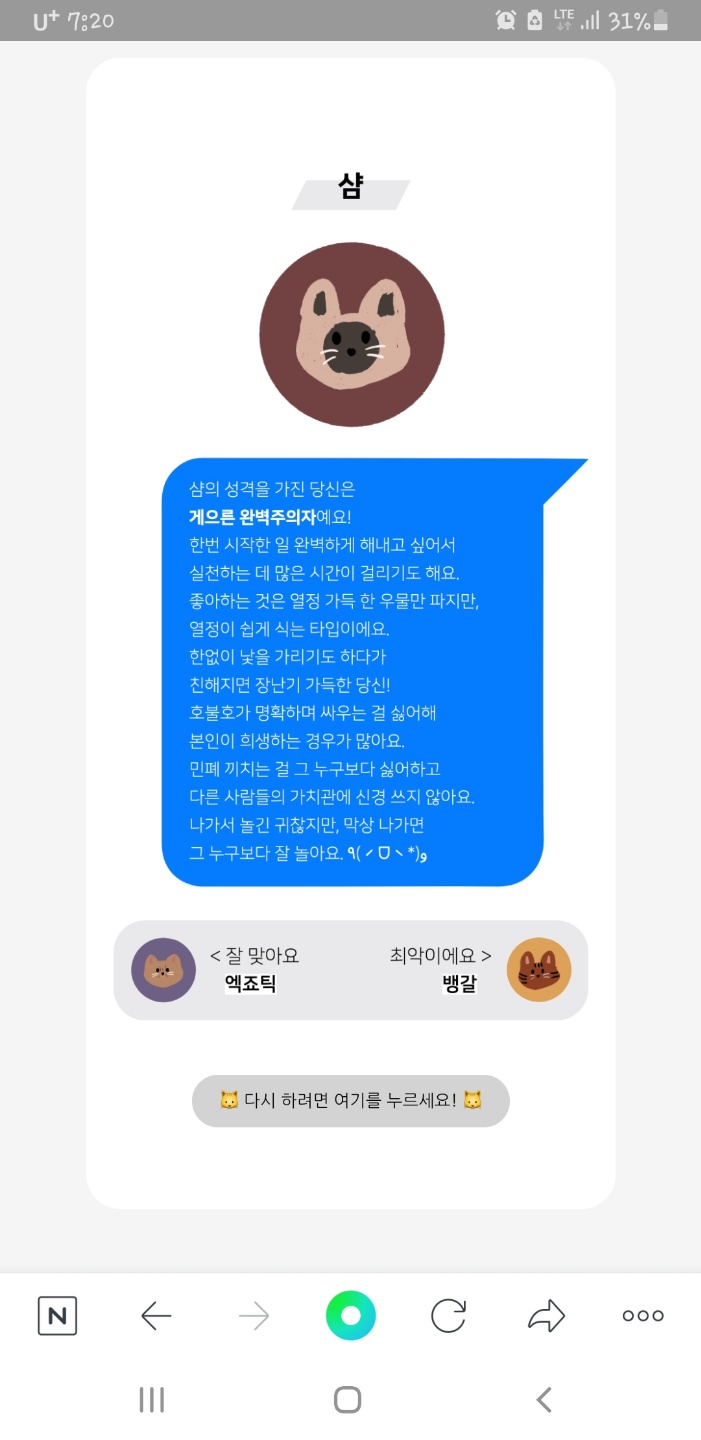 U+ 7:20 LTE 31%
샴
샴의 성격을 가진 당신은
게으른 완벽주의자예요!
한번 시작한 일 완벽하게 해내고 싶어서
실천하는 데 많은 시간이 걸리기도 해요.
좋아하는 것은 열정 가득 한 우물만 파지만,
열정이 쉽게 식는 타입이에요.
한없이 낯을 가리기도 하다가
친해지면 장난기 가득한 당신!
호불호가 명확하며 싸우는 걸 싫어해
본인이 희생하는 경우가 많아요.
민폐 끼치는 걸 그 누구보다 싫어하고
다른 사람들의 가치관에 신경 쓰지 않아요.
나가서 놀긴 귀찮지만, 막상 나가면
그 누구보다 잘 놀아요. ٩(ˊᗜˋ*)و
< 잘 맞아요
엑죠틱
최악이에요 >
뱅갈
🐱 다시 하려면 여기를 누르세요! 🐱
N